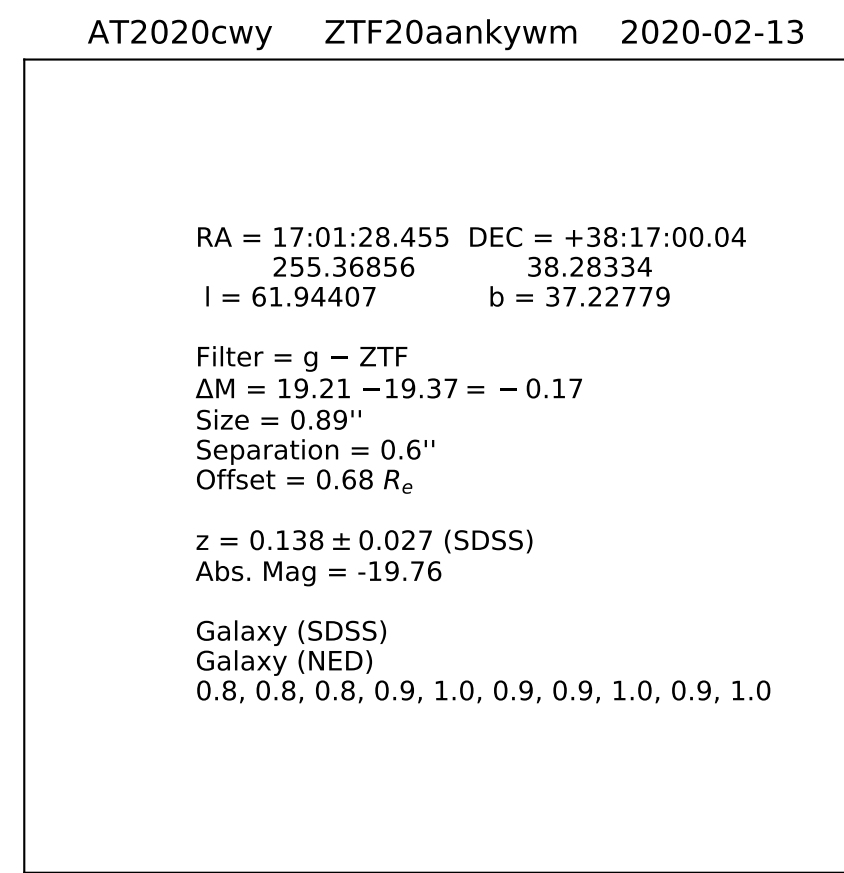 AT2020cwy ZTF20aankywm 2020-02-13
RA = 17:01:28.455 DEC = +38:17:00.04
255.36856 38.28334
l = 61.94407 b = 37.22779
Filter = g − ZTF
ΔM = 19.21 −19.37 = − 0.17
Size = 0.89''
Separation = 0.6''
Offset = 0.68 Rₑ
z = 0.138 ± 0.027 (SDSS)
Abs. Mag = -19.76
Galaxy (SDSS)
Galaxy (NED)
0.8, 0.8, 0.8, 0.9, 1.0, 0.9, 0.9, 1.0, 0.9, 1.0